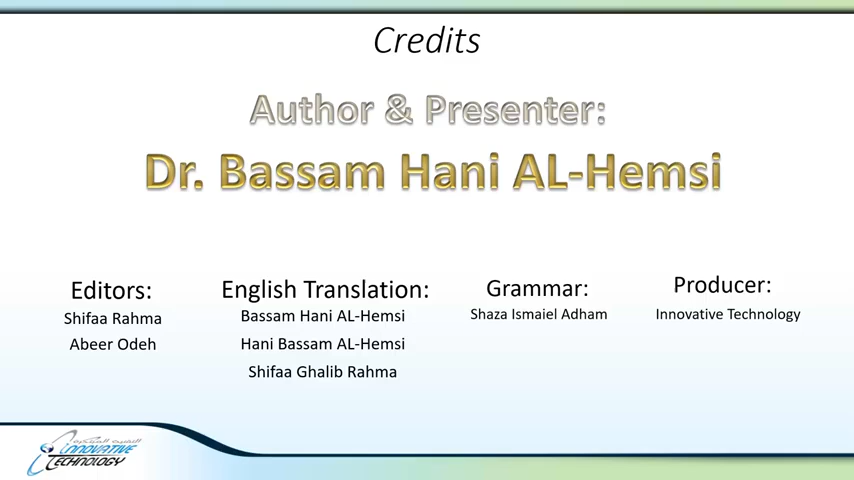 Credits
Author & Presenter:
Dr. Bassam Hani AL-Hemsi
Editors:
Shifaa Rahma
Abeer Odeh
English Translation:
Bassam Hani AL-Hemsi
Hani Bassam AL-Hemsi
Shifaa Ghalib Rahma
Grammar:
Shaza Ismaiel Adham
Producer:
Innovative Technology
INNOVATIVE
TECHNOLOGY